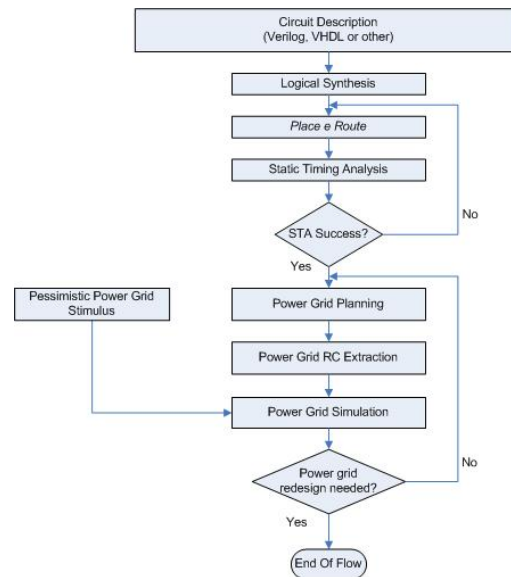 Circuit Description
(Verilog, VHDL or other)
Logical Synthesis
Place e Route
Static Timing Analysis
STA Success?
No
Yes
Pessimistic Power Grid
Stimulus
Power Grid Planning
Power Grid RC Extraction
Power Grid Simulation
Power grid
redesign needed?
No
Yes
End Of Flow